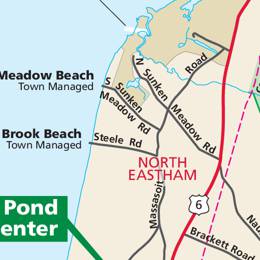 Meadow Beach
Town Managed
N
Sunken
Meadow Rd
Road
S
Sunken
Meadow Rd
Brook Beach
Town Managed
Steele Rd
NORTH
EASTHAM
Massasoit
6
Pond
enter
Brackett Road